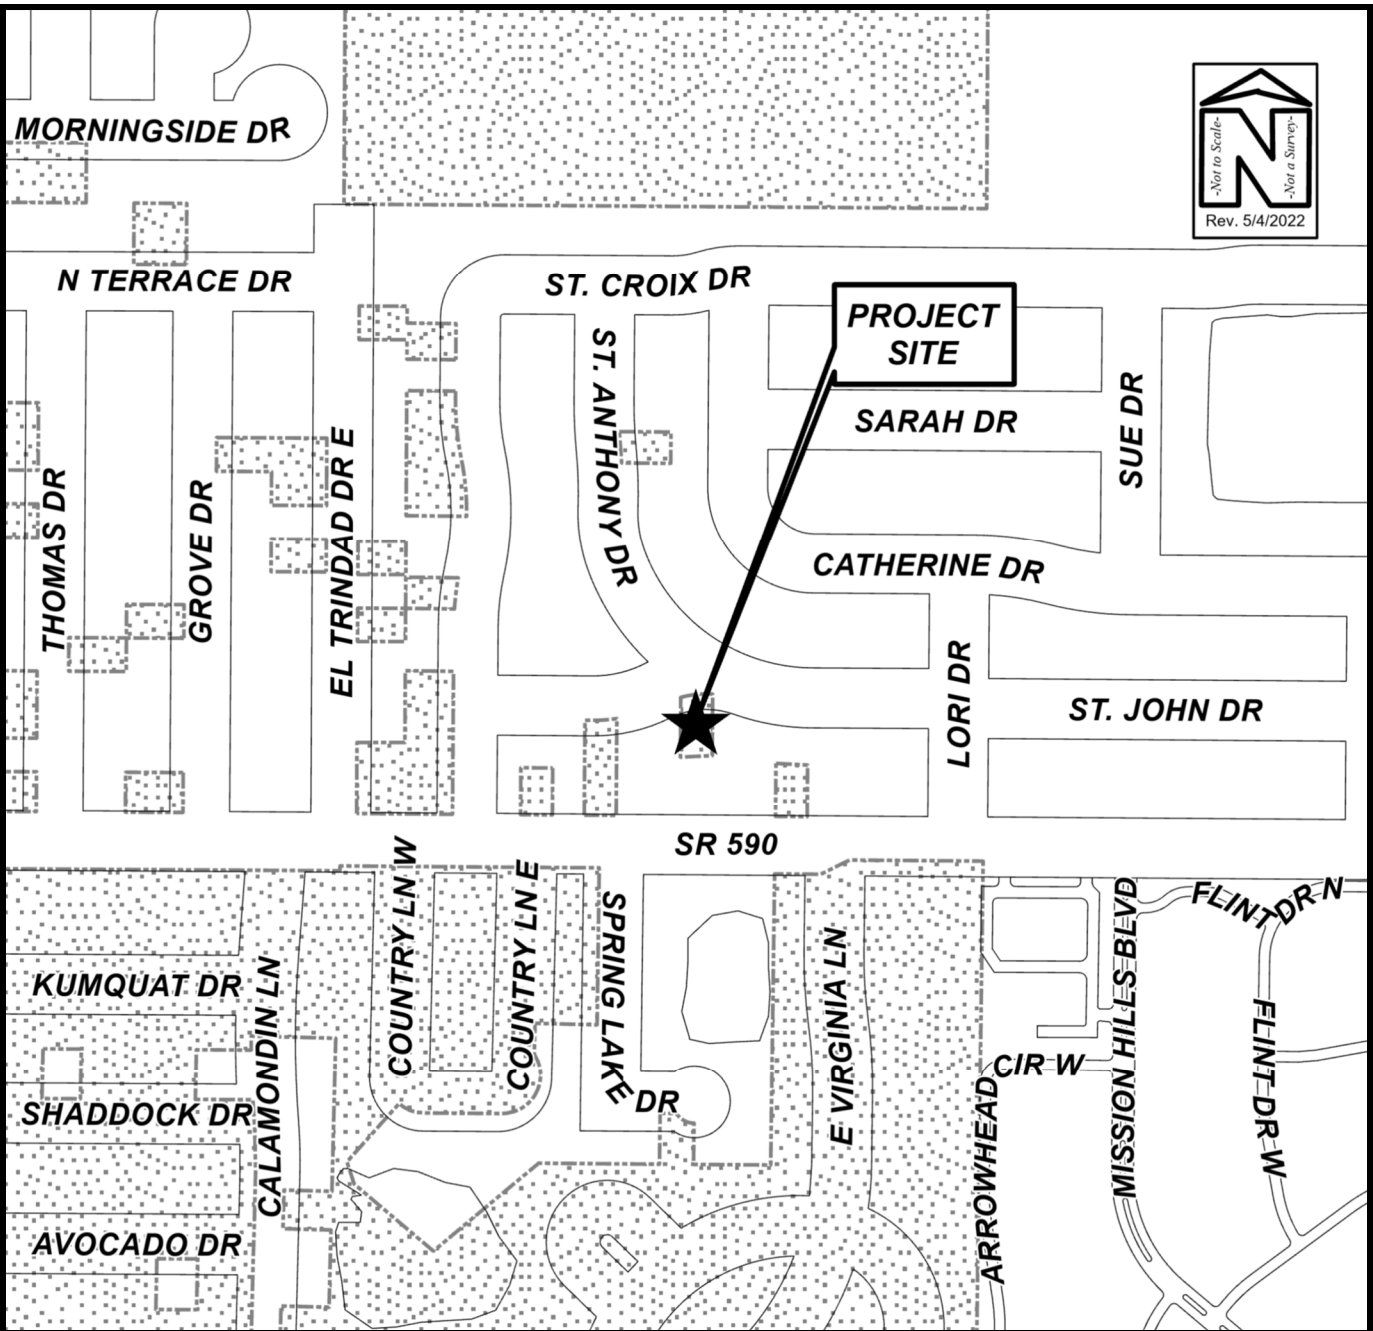 MORNINGSIDE DR
-Not to Scale-
N
-Not a Survey-
Rev. 5/4/2022
N TERRACE DR
ST. CROIX DR
PROJECT
SITE
ST. ANTHONY DR
SARAH DR
SUE DR
THOMAS DR
GROVE DR
EL TRINDAD DR E
CATHERINE DR
LORI DR
ST. JOHN DR
SR 590
COUNTRY LN W
COUNTRY LN E
SPRING LAKE DR
E VIRGINIA LN
MISSION HILLS BLVD
FLINT DR N
KUMQUAT DR
CALAMONDIN LN
FLINT DR W
ARROWHEAD CIR W
SHADDOCK DR
AVOCADO DR